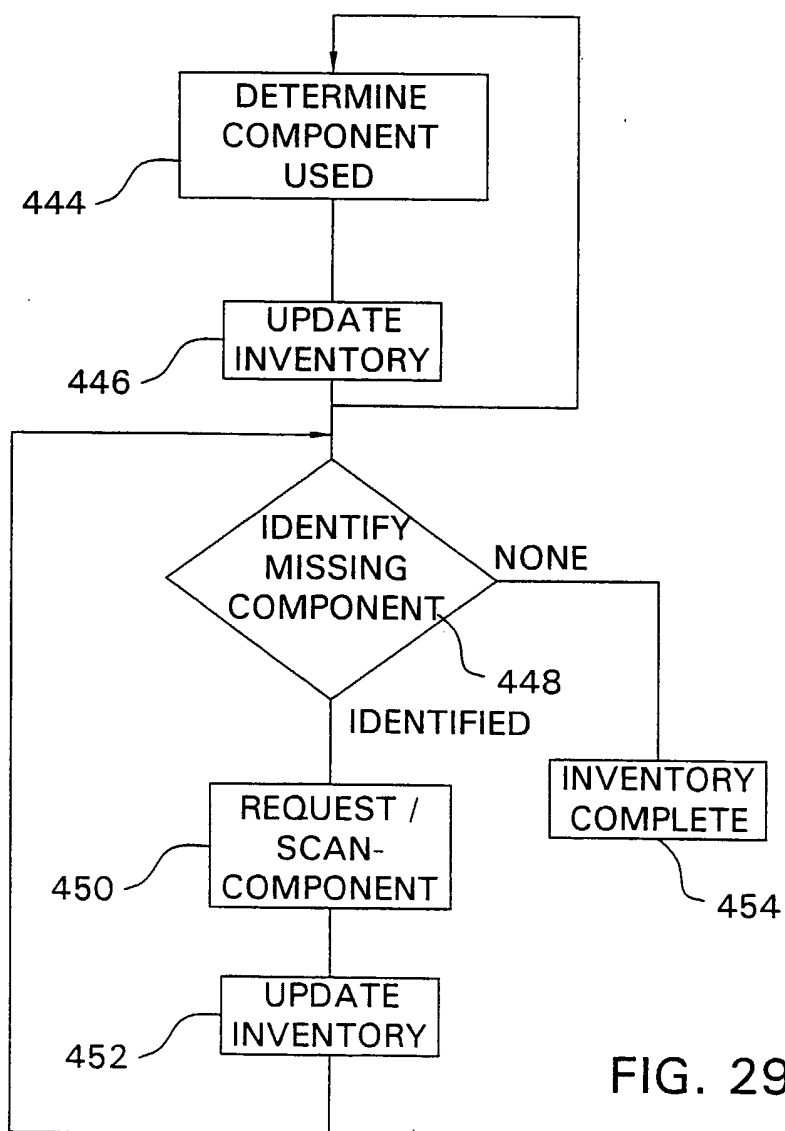 DETERMINE
COMPONENT
USED
444
UPDATE
INVENTORY
446
IDENTIFY
MISSING
COMPONENT
NONE
448
IDENTIFIED
REQUEST /
SCAN-
COMPONENT
450
INVENTORY
COMPLETE
454
UPDATE
INVENTORY
452
FIG. 29